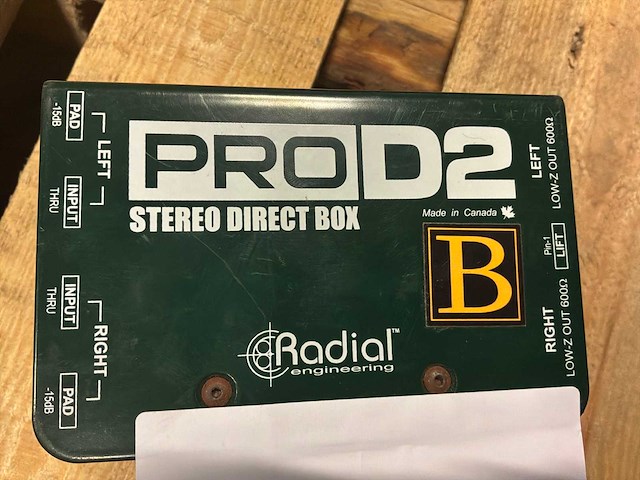 PAD
-15dB
LEFT
INPUT
THRU
INPUT
THRU
RIGHT
PAD
-15dB
PRO D2
STEREO DIRECT BOX
Made in Canada
B
Radial™
engineering
LEFT
LOW-Z OUT 600Ω
Pin-1
LIFT
RIGHT
LOW-Z OUT 600Ω